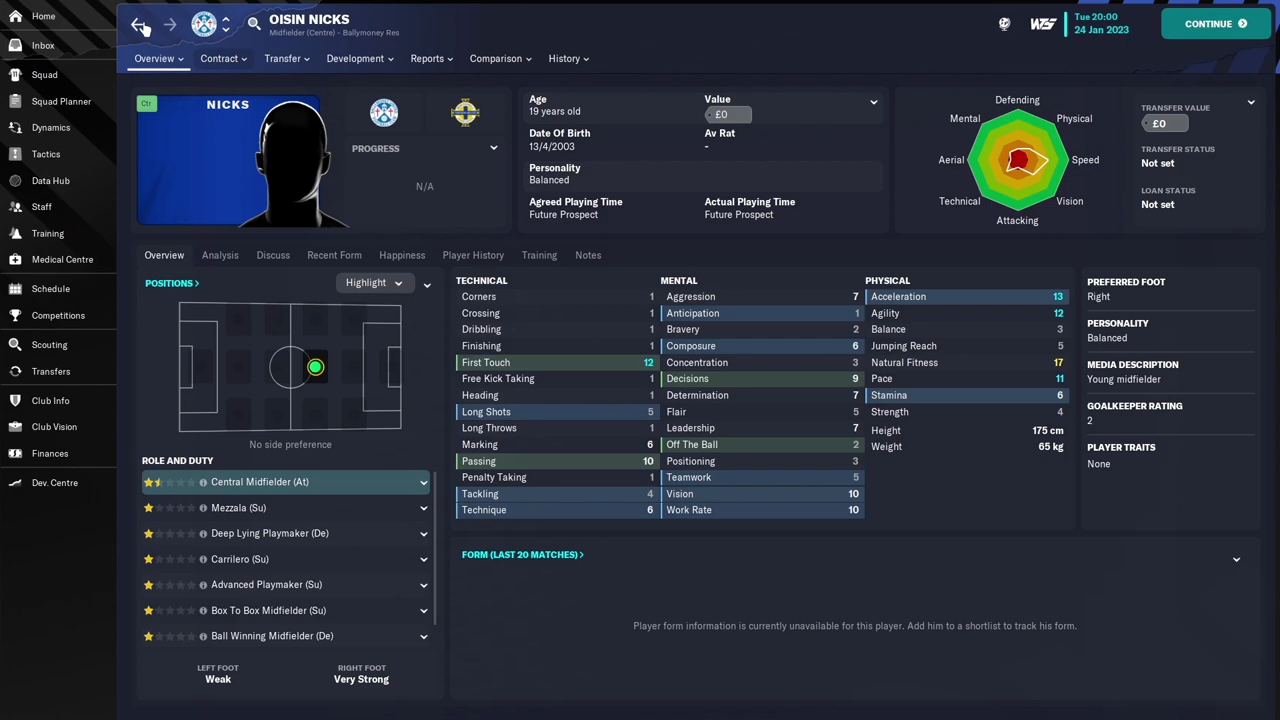 Home
Inbox
Squad
Squad Planner
Dynamics
Tactics
Data Hub
Staff
Training
Medical Centre
Schedule
Competitions
Scouting
Transfers
Club Info
Club Vision
Finances
Dev. Centre
OISIN NICKS
Midfielder (Centre) - Ballymoney Res
Tue 20:00
24 Jan 2023
CONTINUE
Overview Contract Transfer Development Reports Comparison History
Ctr
NICKS
PROGRESS
N/A
Age
19 years old
Value
£0
Date Of Birth
13/4/2003
Av Rat
-
Personality
Balanced
Agreed Playing Time
Future Prospect
Actual Playing Time
Future Prospect
Defending
Physical
Speed
Vision
Attacking
Technical
Aerial
Mental
TRANSFER VALUE
£0
TRANSFER STATUS
Not set
LOAN STATUS
Not set
Overview Analysis Discuss Recent Form Happiness Player History Training Notes
POSITIONS >
Highlight
No side preference
ROLE AND DUTY
Central Midfielder (At)
Mezzala (Su)
Deep Lying Playmaker (De)
Carrilero (Su)
Advanced Playmaker (Su)
Box To Box Midfielder (Su)
Ball Winning Midfielder (De)
LEFT FOOT
Weak
RIGHT FOOT
Very Strong
TECHNICAL
Corners 1
Crossing 1
Dribbling 1
Finishing 1
First Touch 12
Free Kick Taking 1
Heading 1
Long Shots 5
Long Throws 1
Marking 6
Passing 10
Penalty Taking 1
Tackling 4
Technique 6
MENTAL
Aggression 7
Anticipation 1
Bravery 2
Composure 6
Concentration 3
Decisions 9
Determination 7
Flair 5
Leadership 7
Off The Ball 2
Positioning 3
Teamwork 5
Vision 10
Work Rate 10
PHYSICAL
Acceleration 13
Agility 12
Balance 3
Jumping Reach 5
Natural Fitness 17
Pace 11
Stamina 6
Strength 4
Height 175 cm
Weight 65 kg
PREFERRED FOOT
Right
PERSONALITY
Balanced
MEDIA DESCRIPTION
Young midfielder
GOALKEEPER RATING
2
PLAYER TRAITS
None
FORM (LAST 20 MATCHES) >
Player form information is currently unavailable for this player. Add him to a shortlist to track his form.